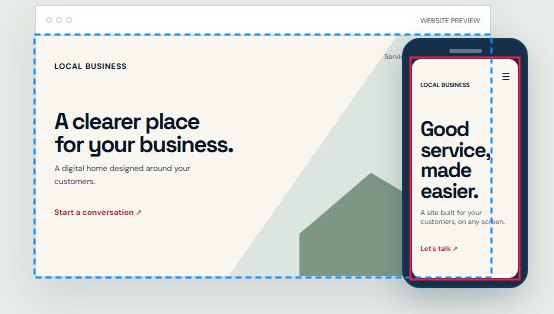 WEBSITE PREVIEW
LOCAL BUSINESS
A clearer place
for your business.
A digital home designed around your
customers.
Start a conversation ↗
LOCAL BUSINESS
Good
service,
made
easier.
A site built for your
customers, on any screen.
Let's talk ↗